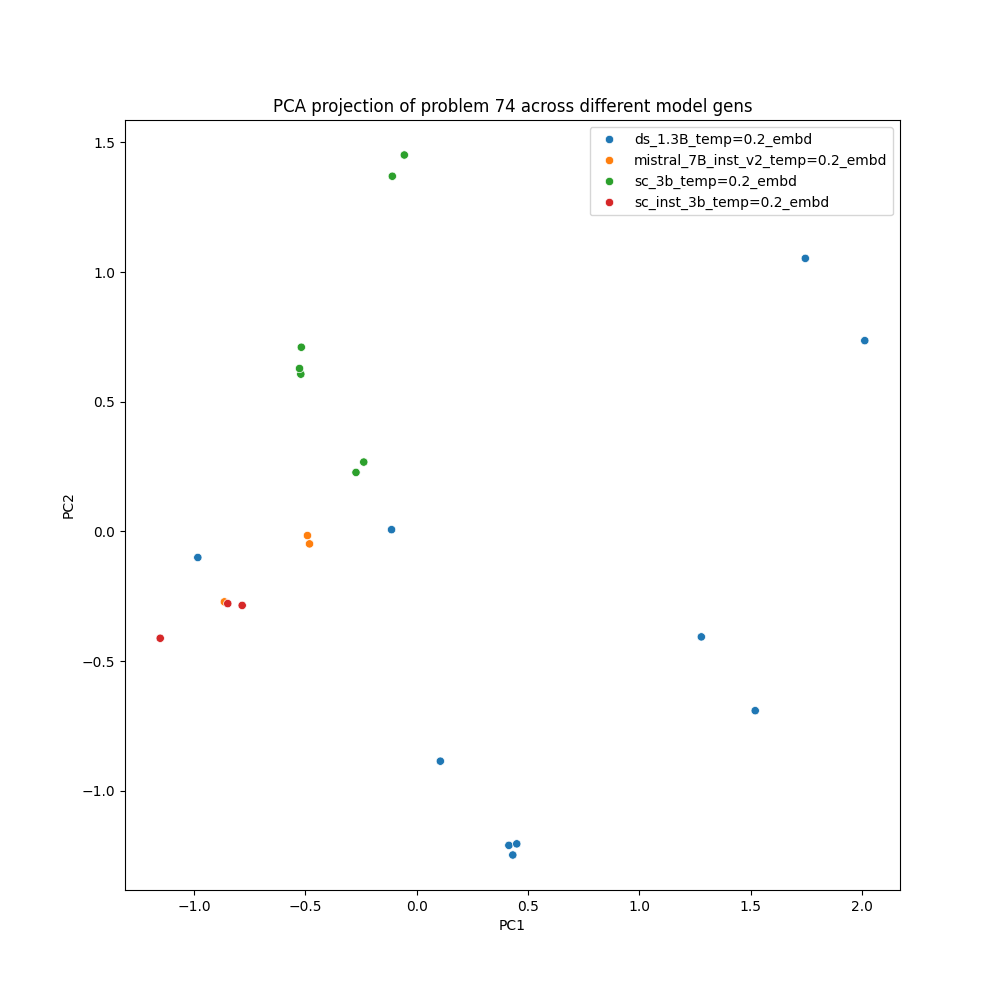 PCA projection of problem 74 across different model gens
ds_1.3B_temp=0.2_embd
mistral_7B_inst_v2_temp=0.2_embd
sc_3b_temp=0.2_embd
sc_inst_3b_temp=0.2_embd
1.5
1.0
0.5
0.0
−0.5
−1.0
PC2
−1.0 −0.5 0.0 0.5 1.0 1.5 2.0
PC1